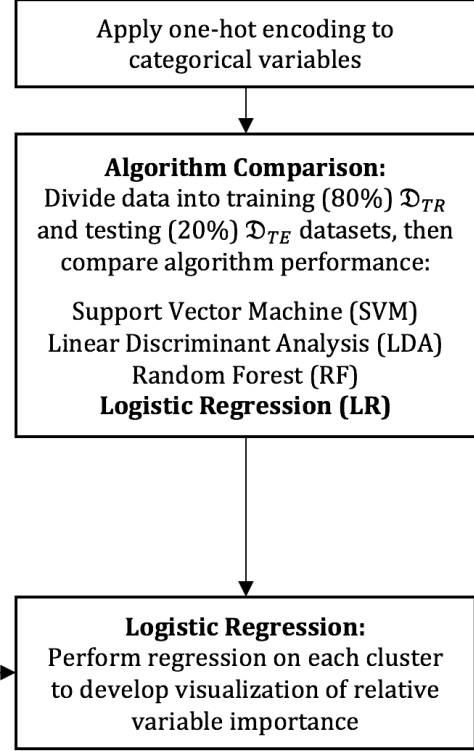 Apply one-hot encoding to
categorical variables
Algorithm Comparison:
Divide data into training (80%) 𝔇_TR
and testing (20%) 𝔇_TE datasets, then
compare algorithm performance:
Support Vector Machine (SVM)
Linear Discriminant Analysis (LDA)
Random Forest (RF)
Logistic Regression (LR)
Logistic Regression:
Perform regression on each cluster
to develop visualization of relative
variable importance